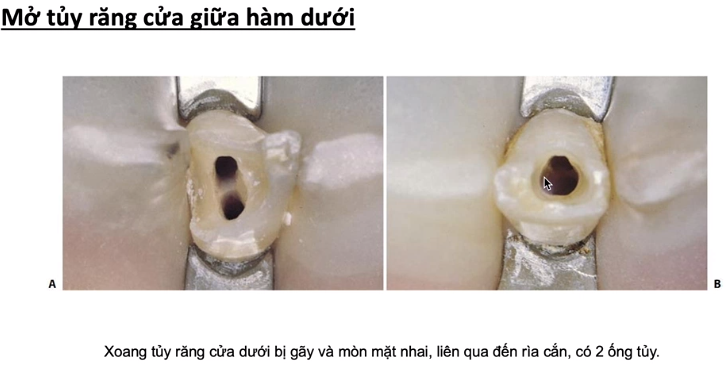 Mở tủy răng cửa giữa hàm dưới
A
B
Xoang tủy răng cửa dưới bị gãy và mòn mặt nhai, liên qua đến rìa cắn, có 2 ống tủy.